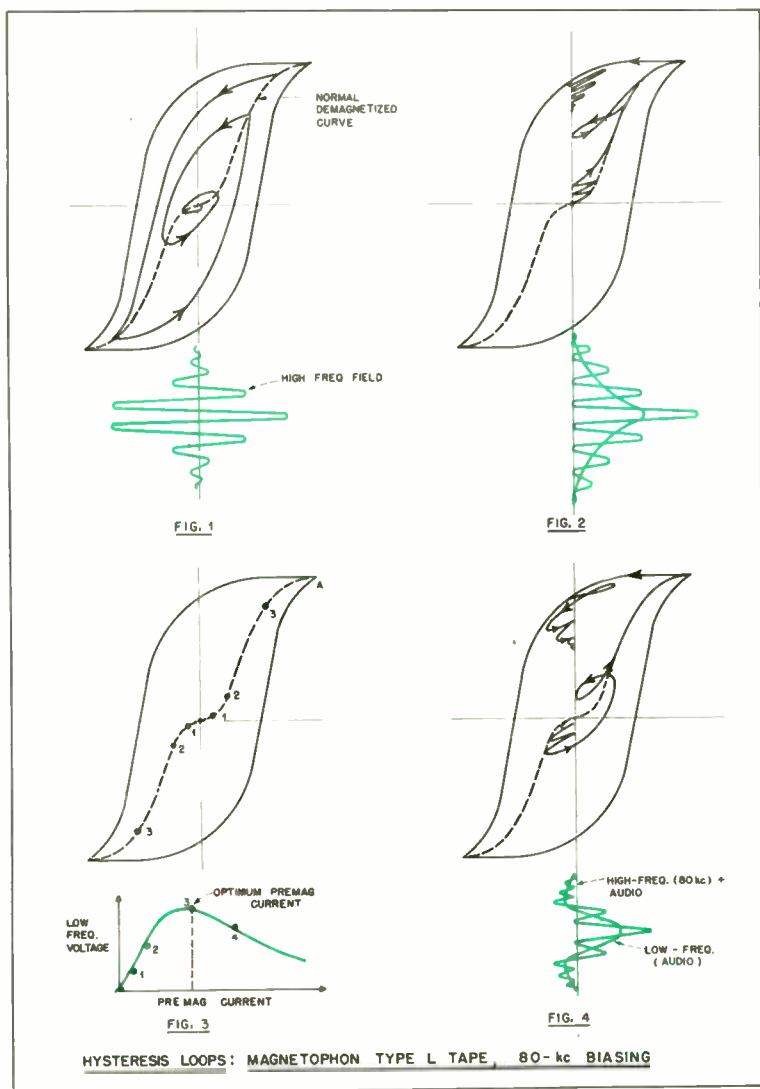 NORMAL
DEMAGNETIZED
CURVE
HIGH FREQ FIELD
FIG. 1
FIG. 2
A
3
2
1
1
2
3
OPTIMUM PREMAG
CURRENT
3
LOW
FREQ.
VOLTAGE
2
1
4
PREMAG CURRENT
FIG. 3
HIGH-FREQ. (80kc) +
AUDIO
LOW - FREQ.
(AUDIO)
FIG. 4
HYSTERESIS LOOPS: MAGNETOPHON TYPE L TAPE, 80-kc BIASING